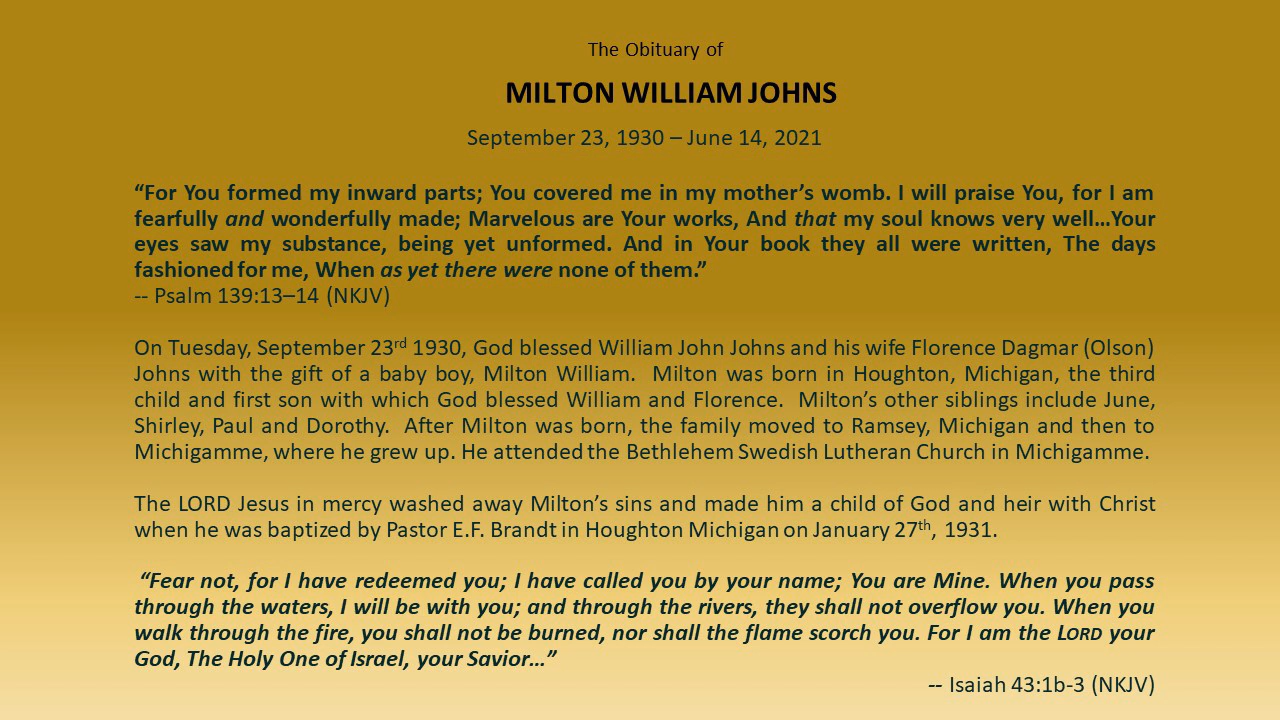 The Obituary of
MILTON WILLIAM JOHNS
September 23, 1930 – June 14, 2021
“For You formed my inward parts; You covered me in my mother’s womb. I will praise You, for I am
fearfully and wonderfully made; Marvelous are Your works, And that my soul knows very well…Your
eyes saw my substance, being yet unformed. And in Your book they all were written, The days
fashioned for me, When as yet there were none of them.”
-- Psalm 139:13–14 (NKJV)
On Tuesday, September 23rd 1930, God blessed William John Johns and his wife Florence Dagmar (Olson)
Johns with the gift of a baby boy, Milton William. Milton was born in Houghton, Michigan, the third
child and first son with which God blessed William and Florence. Milton’s other siblings include June,
Shirley, Paul and Dorothy. After Milton was born, the family moved to Ramsey, Michigan and then to
Michigamme, where he grew up. He attended the Bethlehem Swedish Lutheran Church in Michigamme.
The LORD Jesus in mercy washed away Milton’s sins and made him a child of God and heir with Christ
when he was baptized by Pastor E.F. Brandt in Houghton Michigan on January 27th, 1931.
“Fear not, for I have redeemed you; I have called you by your name; You are Mine. When you pass
through the waters, I will be with you; and through the rivers, they shall not overflow you. When you
walk through the fire, you shall not be burned, nor shall the flame scorch you. For I am the LORD your
God, The Holy One of Israel, your Savior…”
-- Isaiah 43:1b-3 (NKJV)